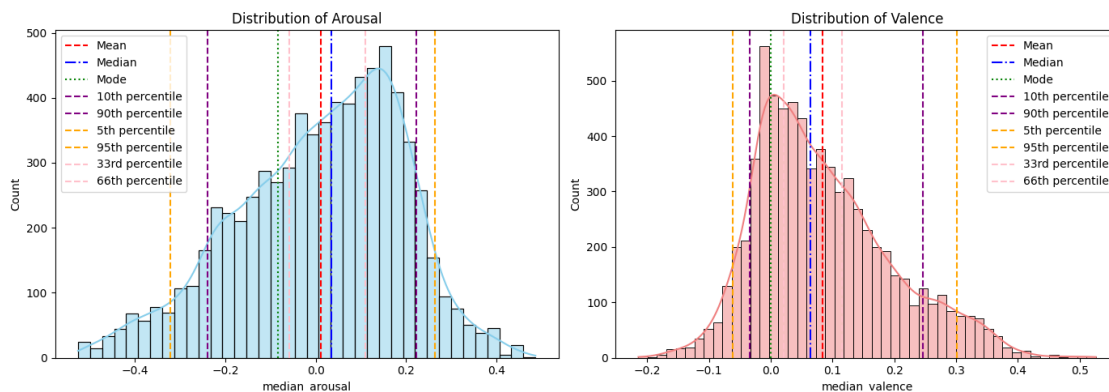 Distribution of Arousal
500
400
300
200
100
0
Count
−0.4
−0.2
0.0
0.2
0.4
median_arousal
Mean
Median
Mode
10th percentile
90th percentile
5th percentile
95th percentile
33rd percentile
66th percentile
Distribution of Valence
500
400
300
200
100
0
Count
−0.2
−0.1
0.0
0.1
0.2
0.3
0.4
0.5
median_valence
Mean
Median
Mode
10th percentile
90th percentile
5th percentile
95th percentile
33rd percentile
66th percentile